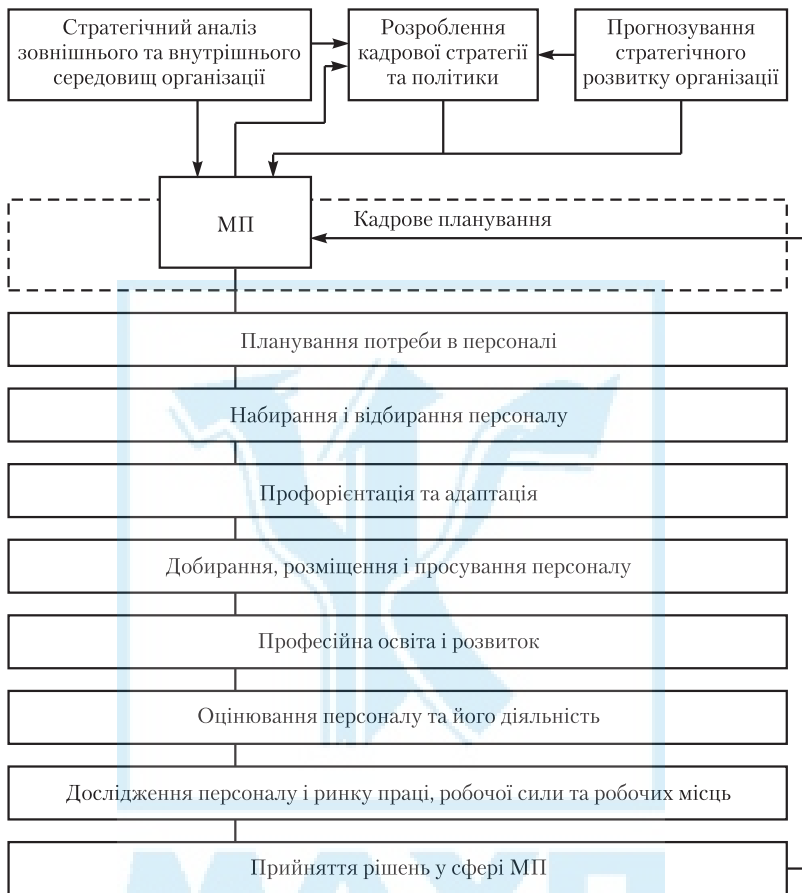 Стратегічний аналіз
зовнішнього та внутрішнього
середовищ організації
Розроблення
кадрової стратегії
та політики
Прогнозування
стратегічного
розвитку організації
МП
Кадрове планування
Планування потреби в персоналі
Набирання і відбирання персоналу
Профорієнтація та адаптація
Добирання, розміщення і просування персоналу
Професійна освіта і розвиток
Оцінювання персоналу та його діяльність
Дослідження персоналу і ринку праці, робочої сили та робочих місць
Прийняття рішень у сфері МП